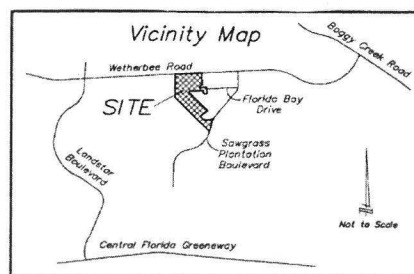 Vicinity Map
Boggy Creek Road
Wetherbee Road
SITE
Florida Bay
Drive
Sawgrass
Plantation
Boulevard
Landstar
Boulevard
Not to Scale
Central Florida Greeneway